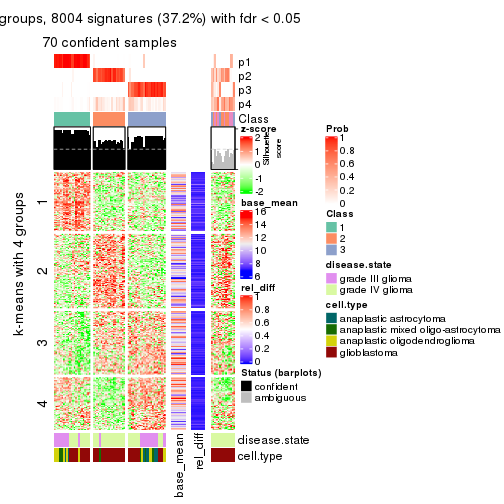 groups, 8004 signatures (37.2%) with fdr < 0.05
70 confident samples
p1
p2
p3
p4
Class
z-score
2
1
0
-1
-2
Silhouette
score
base_mean
16
14
12
10
8
6
rel_diff
1
0.8
0.6
0.4
0.2
0
Status (barplots)
confident
ambiguous
Prob
1
0.8
0.6
0.4
0.2
0
Class
1
2
3
disease.state
grade III glioma
grade IV glioma
cell.type
anaplastic astrocytoma
anaplastic mixed oligo-astrocytoma
anaplastic oligodendroglioma
glioblastoma
k-means with 4 groups
1
2
3
4
disease.state
cell.type
base_mean
rel_diff